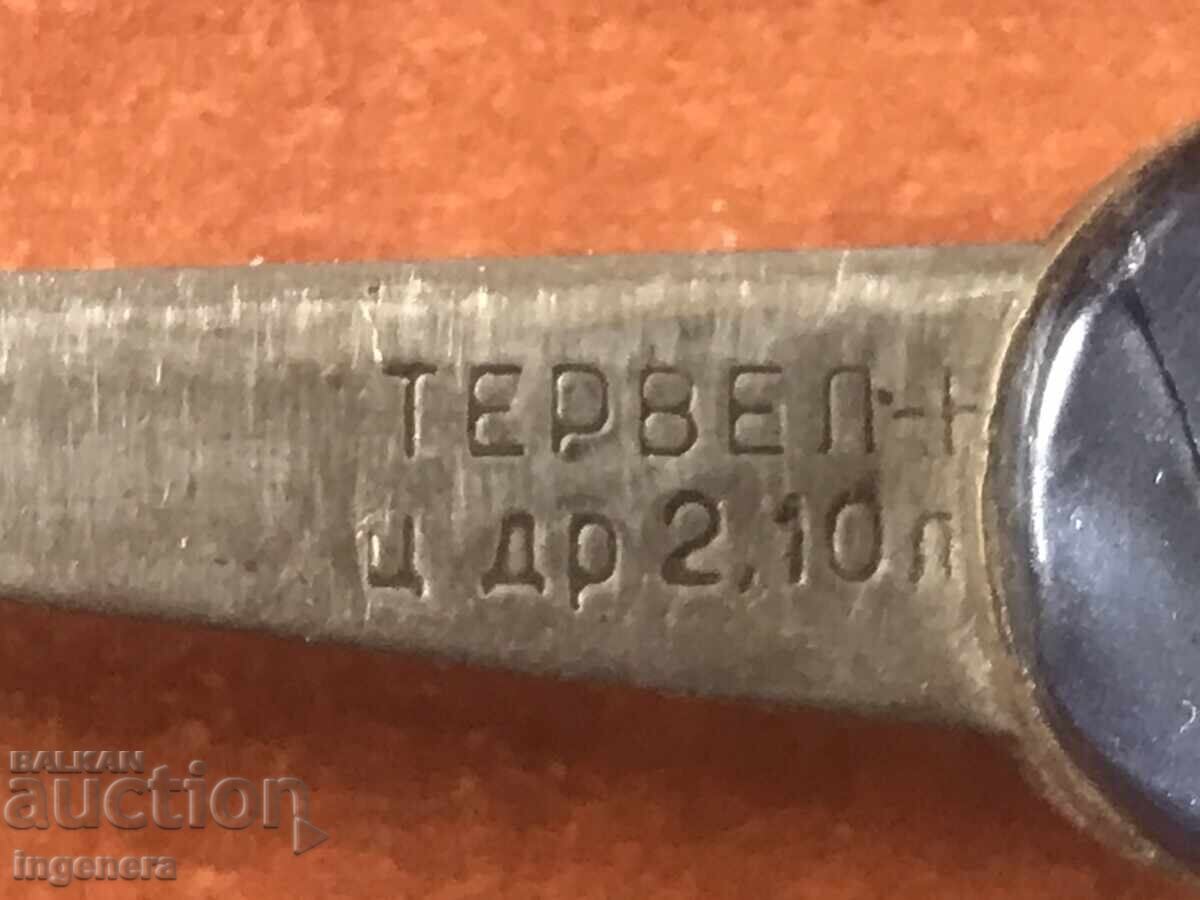 ТЕРВЕЛ-Н
Ц др 2,10 л
BALKAN
auction
ingenera